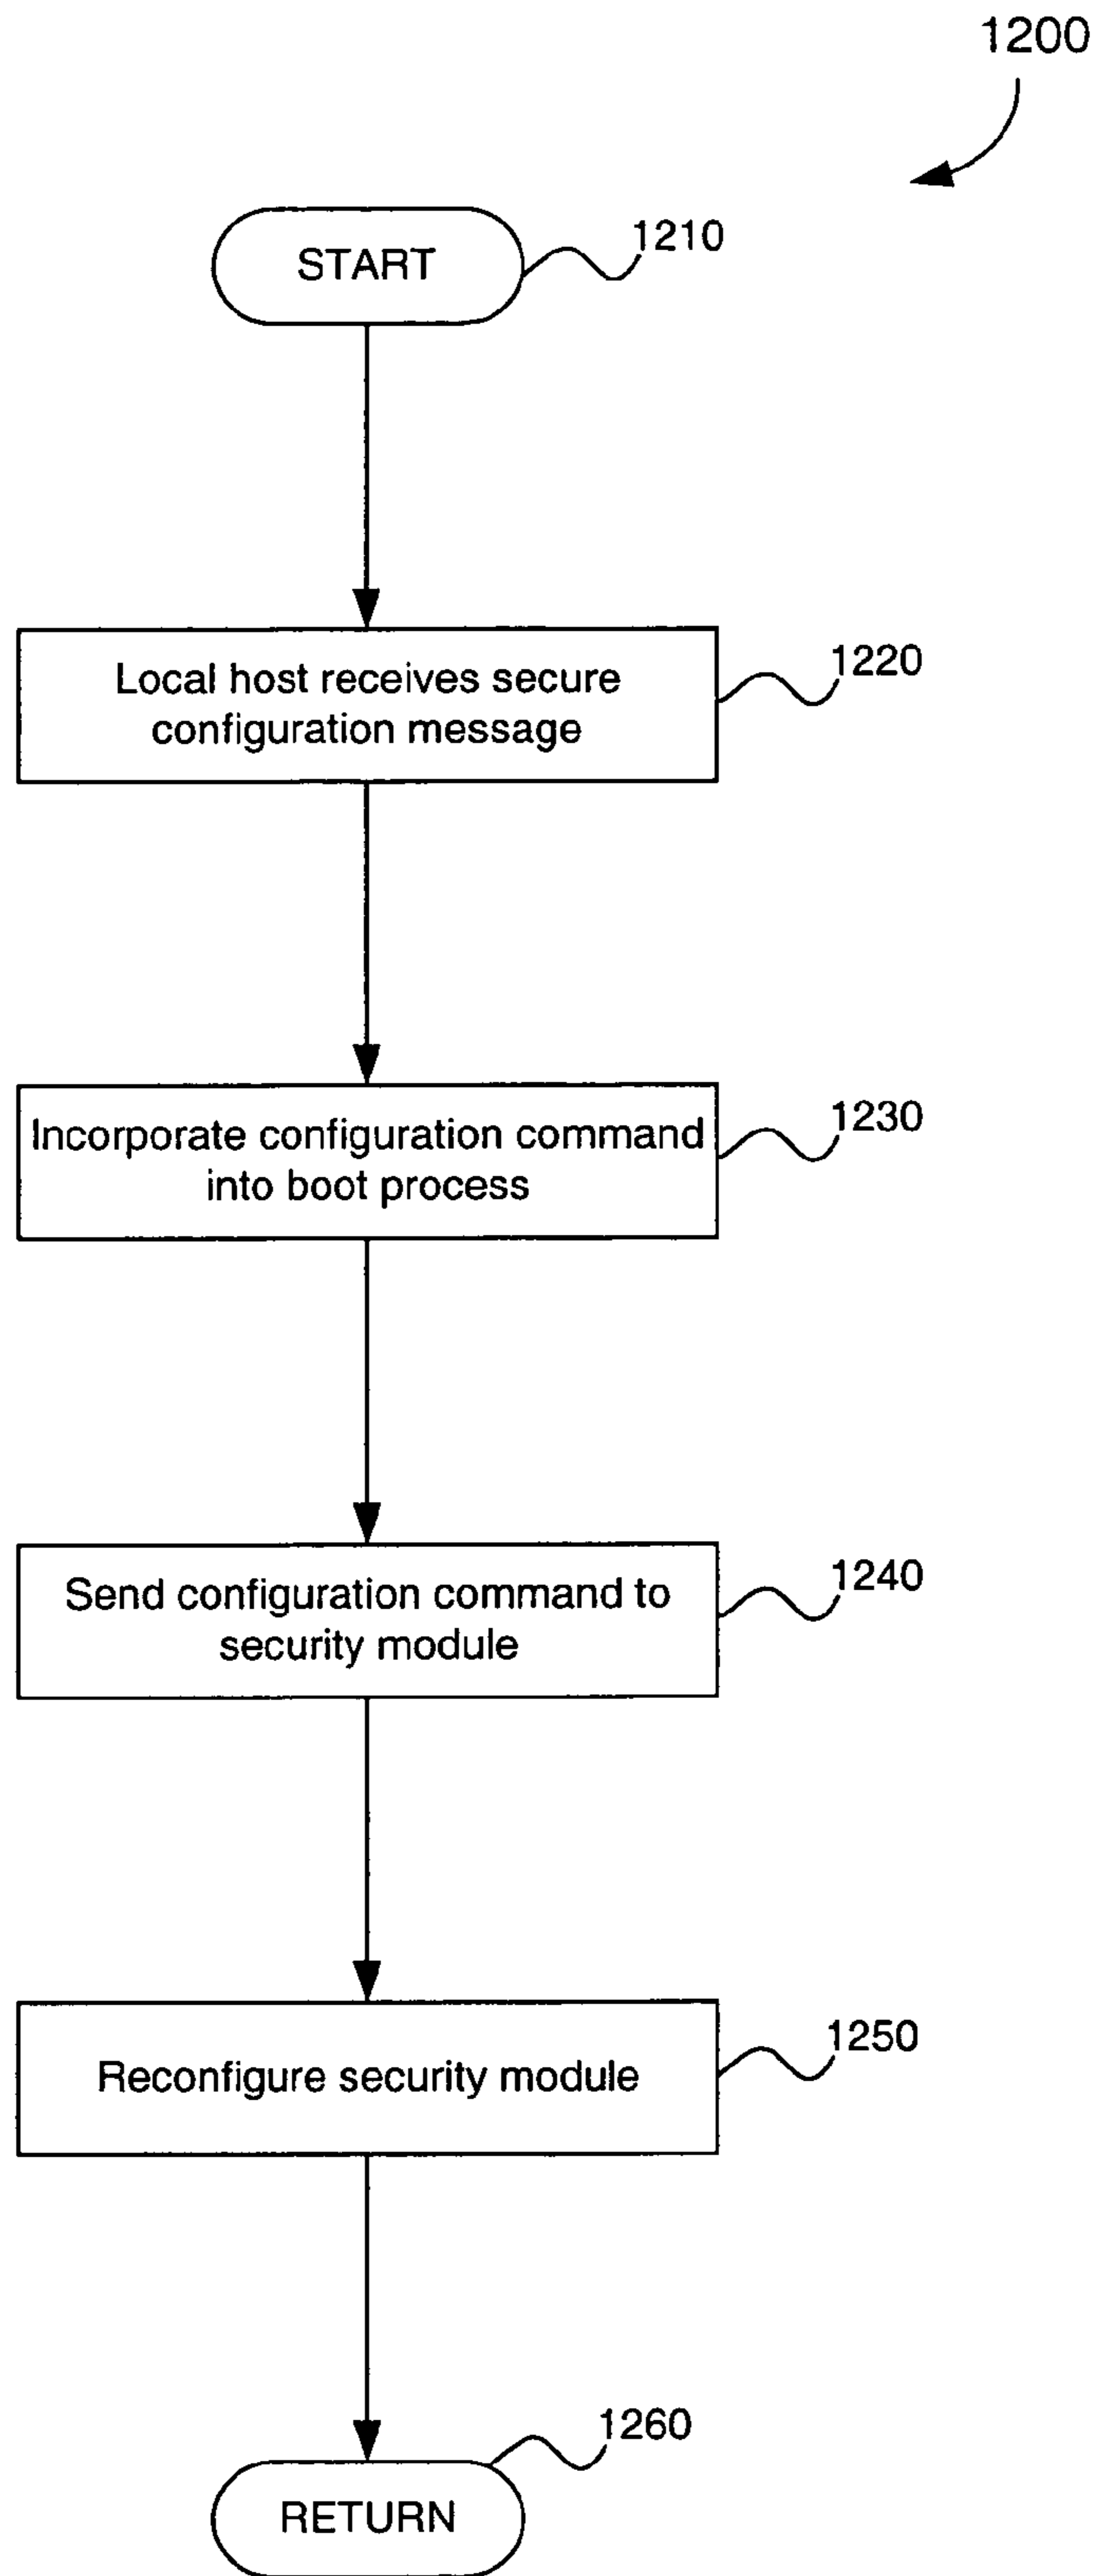 1200
START
1210
Local host receives secure
configuration message
1220
Incorporate configuration command
into boot process
1230
Send configuration command to
security module
1240
Reconfigure security module
1250
RETURN
1260